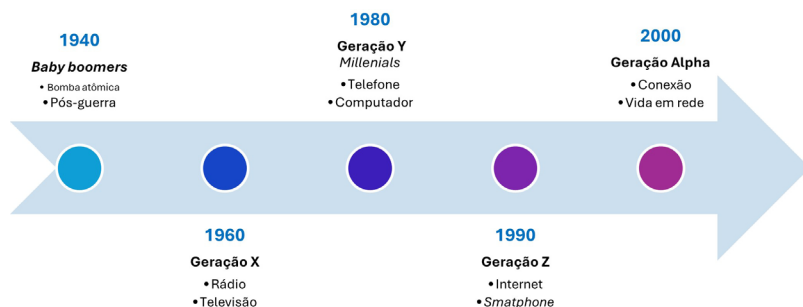 1940
Baby boomers
• Bomba atômica
• Pós-guerra
1960
Geração X
• Rádio
• Televisão
1980
Geração Y
Millenials
• Telefone
• Computador
1990
Geração Z
• Internet
• Smatphone
2000
Geração Alpha
• Conexão
• Vida em rede